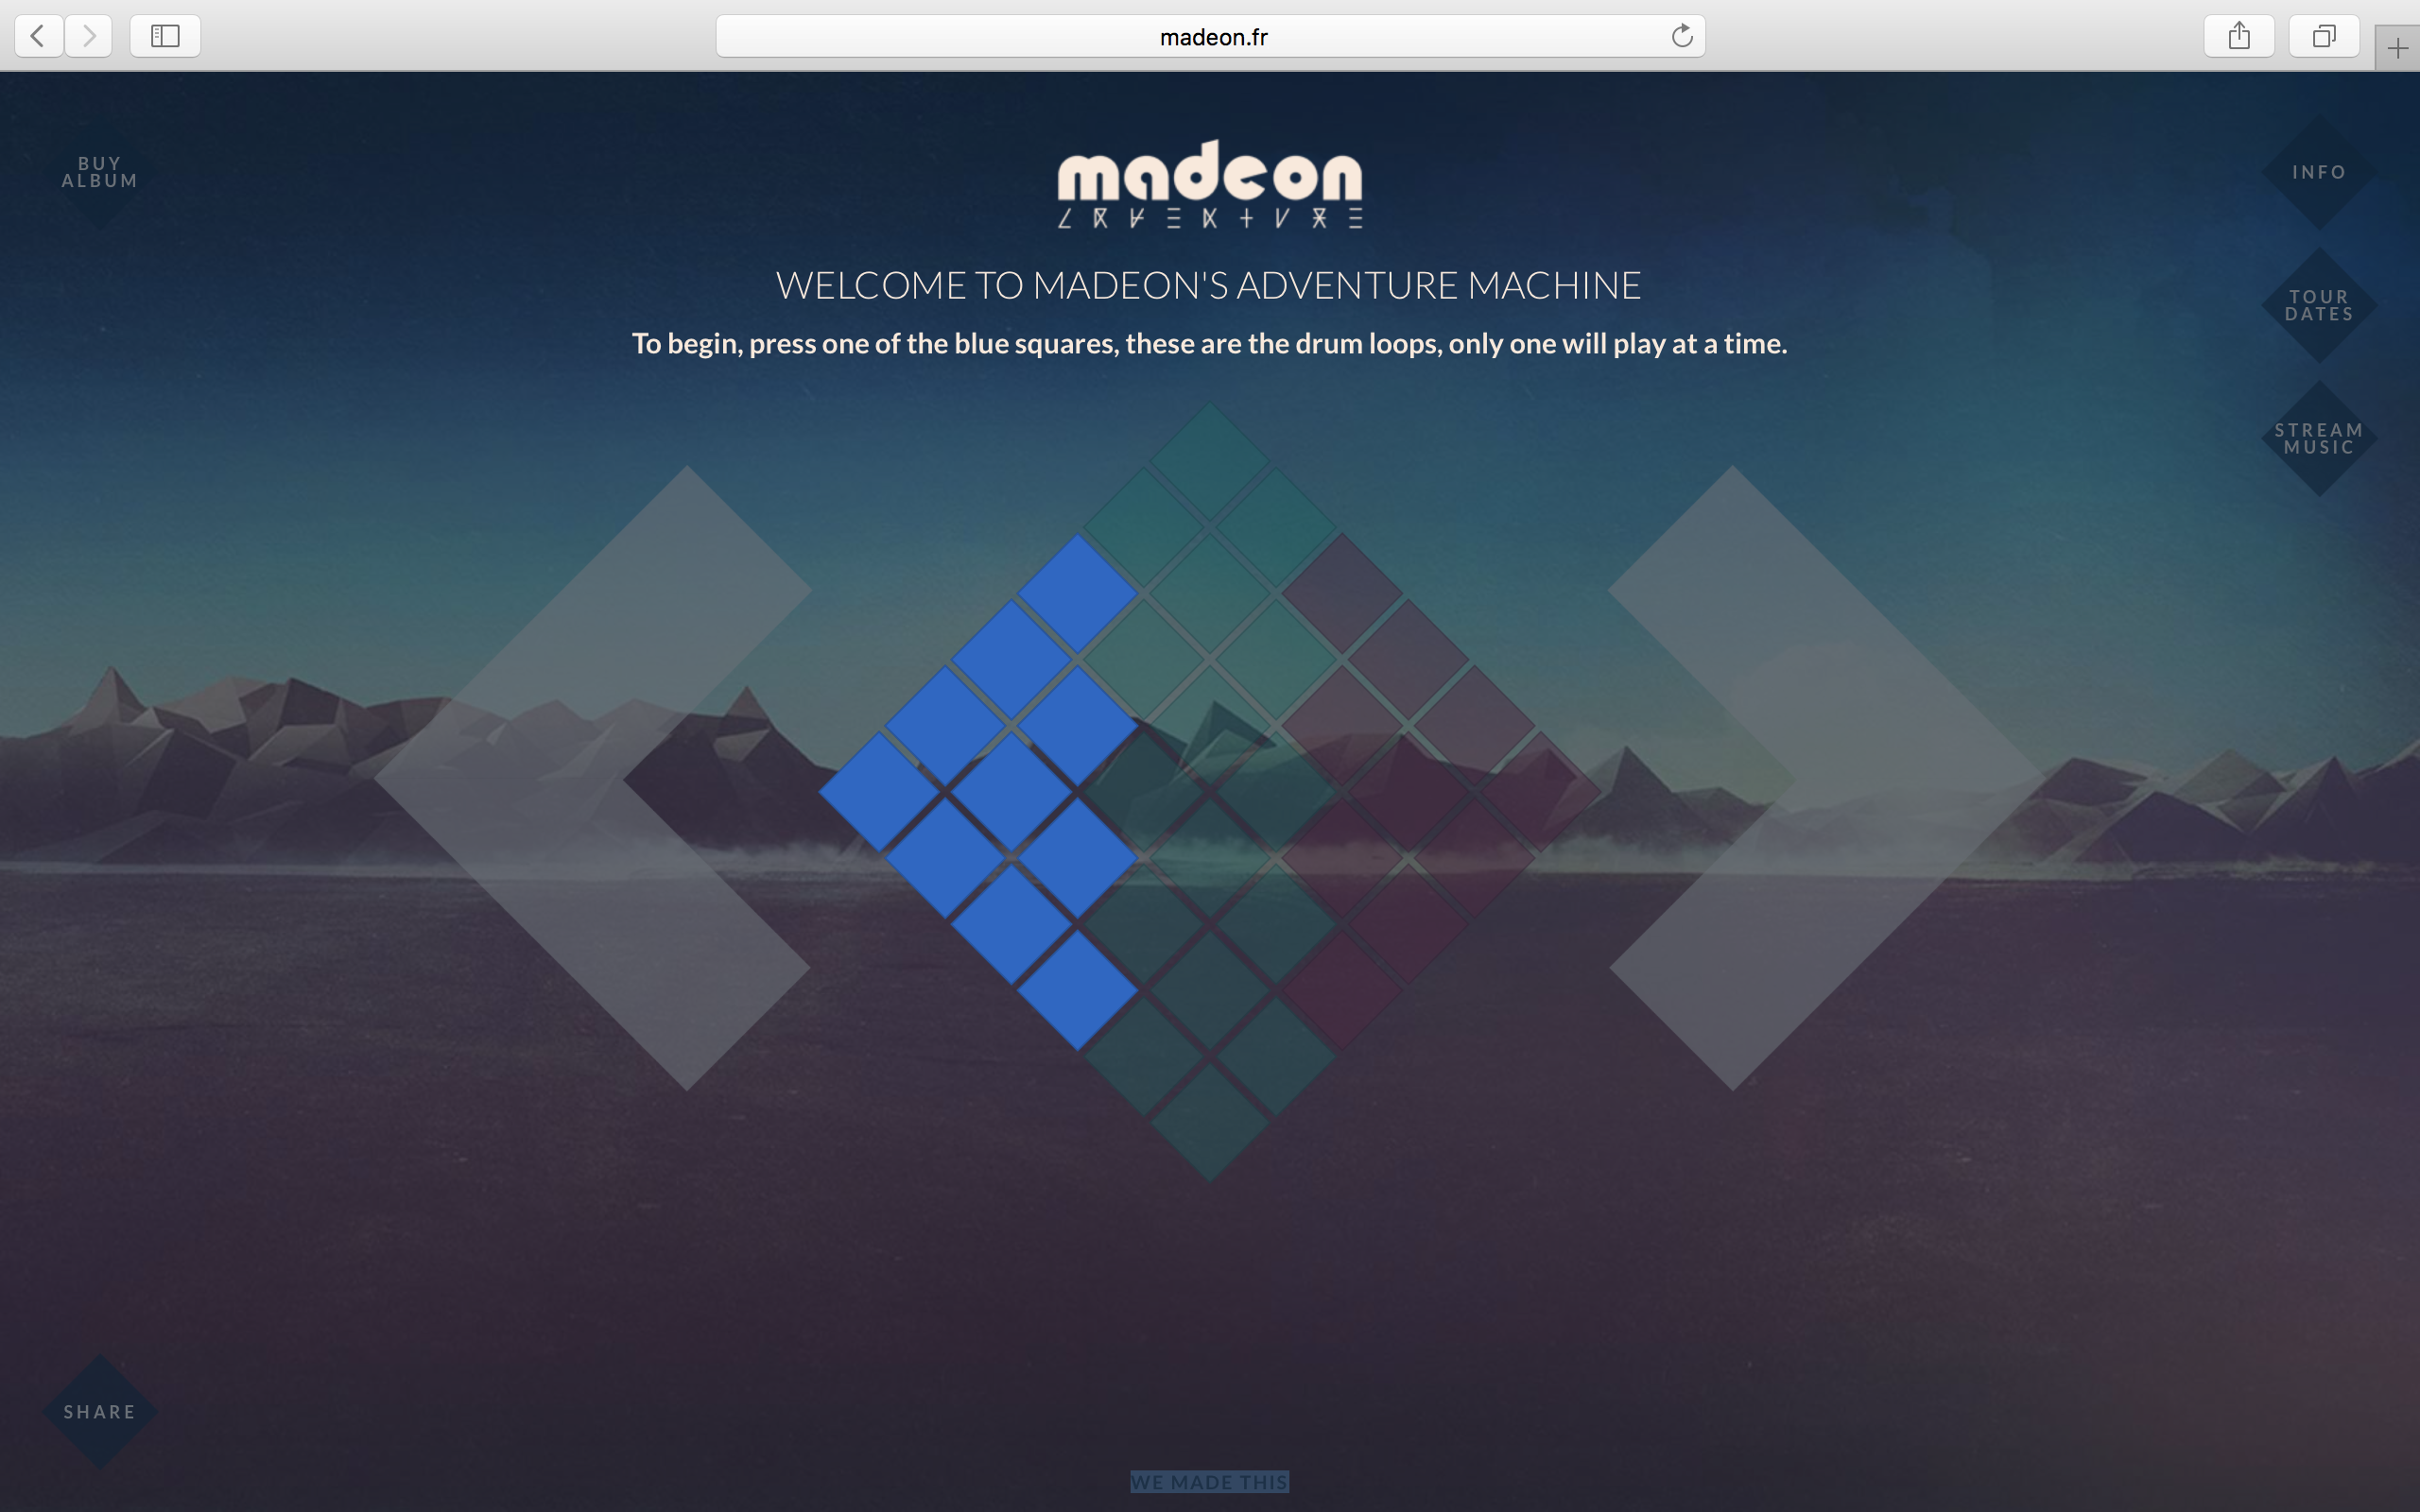 madeon.fr
BUY
ALBUM
madeon
INFO
WELCOME TO MADEON'S ADVENTURE MACHINE
TOUR
DATES
To begin, press one of the blue squares, these are the drum loops, only one will play at a time.
STREAM
MUSIC
SHARE
WE MADE THIS